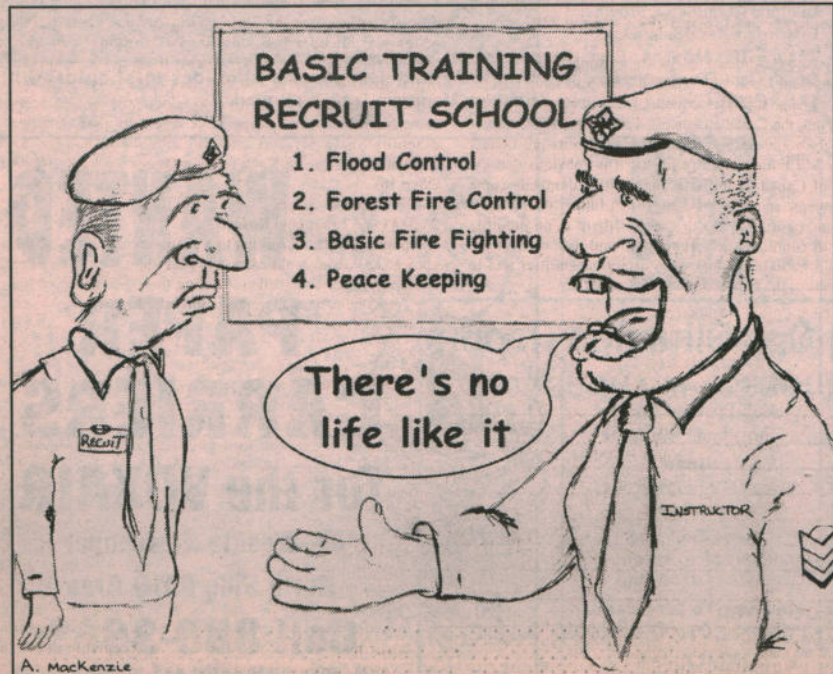 BASIC TRAINING
RECRUIT SCHOOL
1. Flood Control
2. Forest Fire Control
3. Basic Fire Fighting
4. Peace Keeping
There's no
life like it
RECUIT
INSTRUCTOR
A. MacKenzie